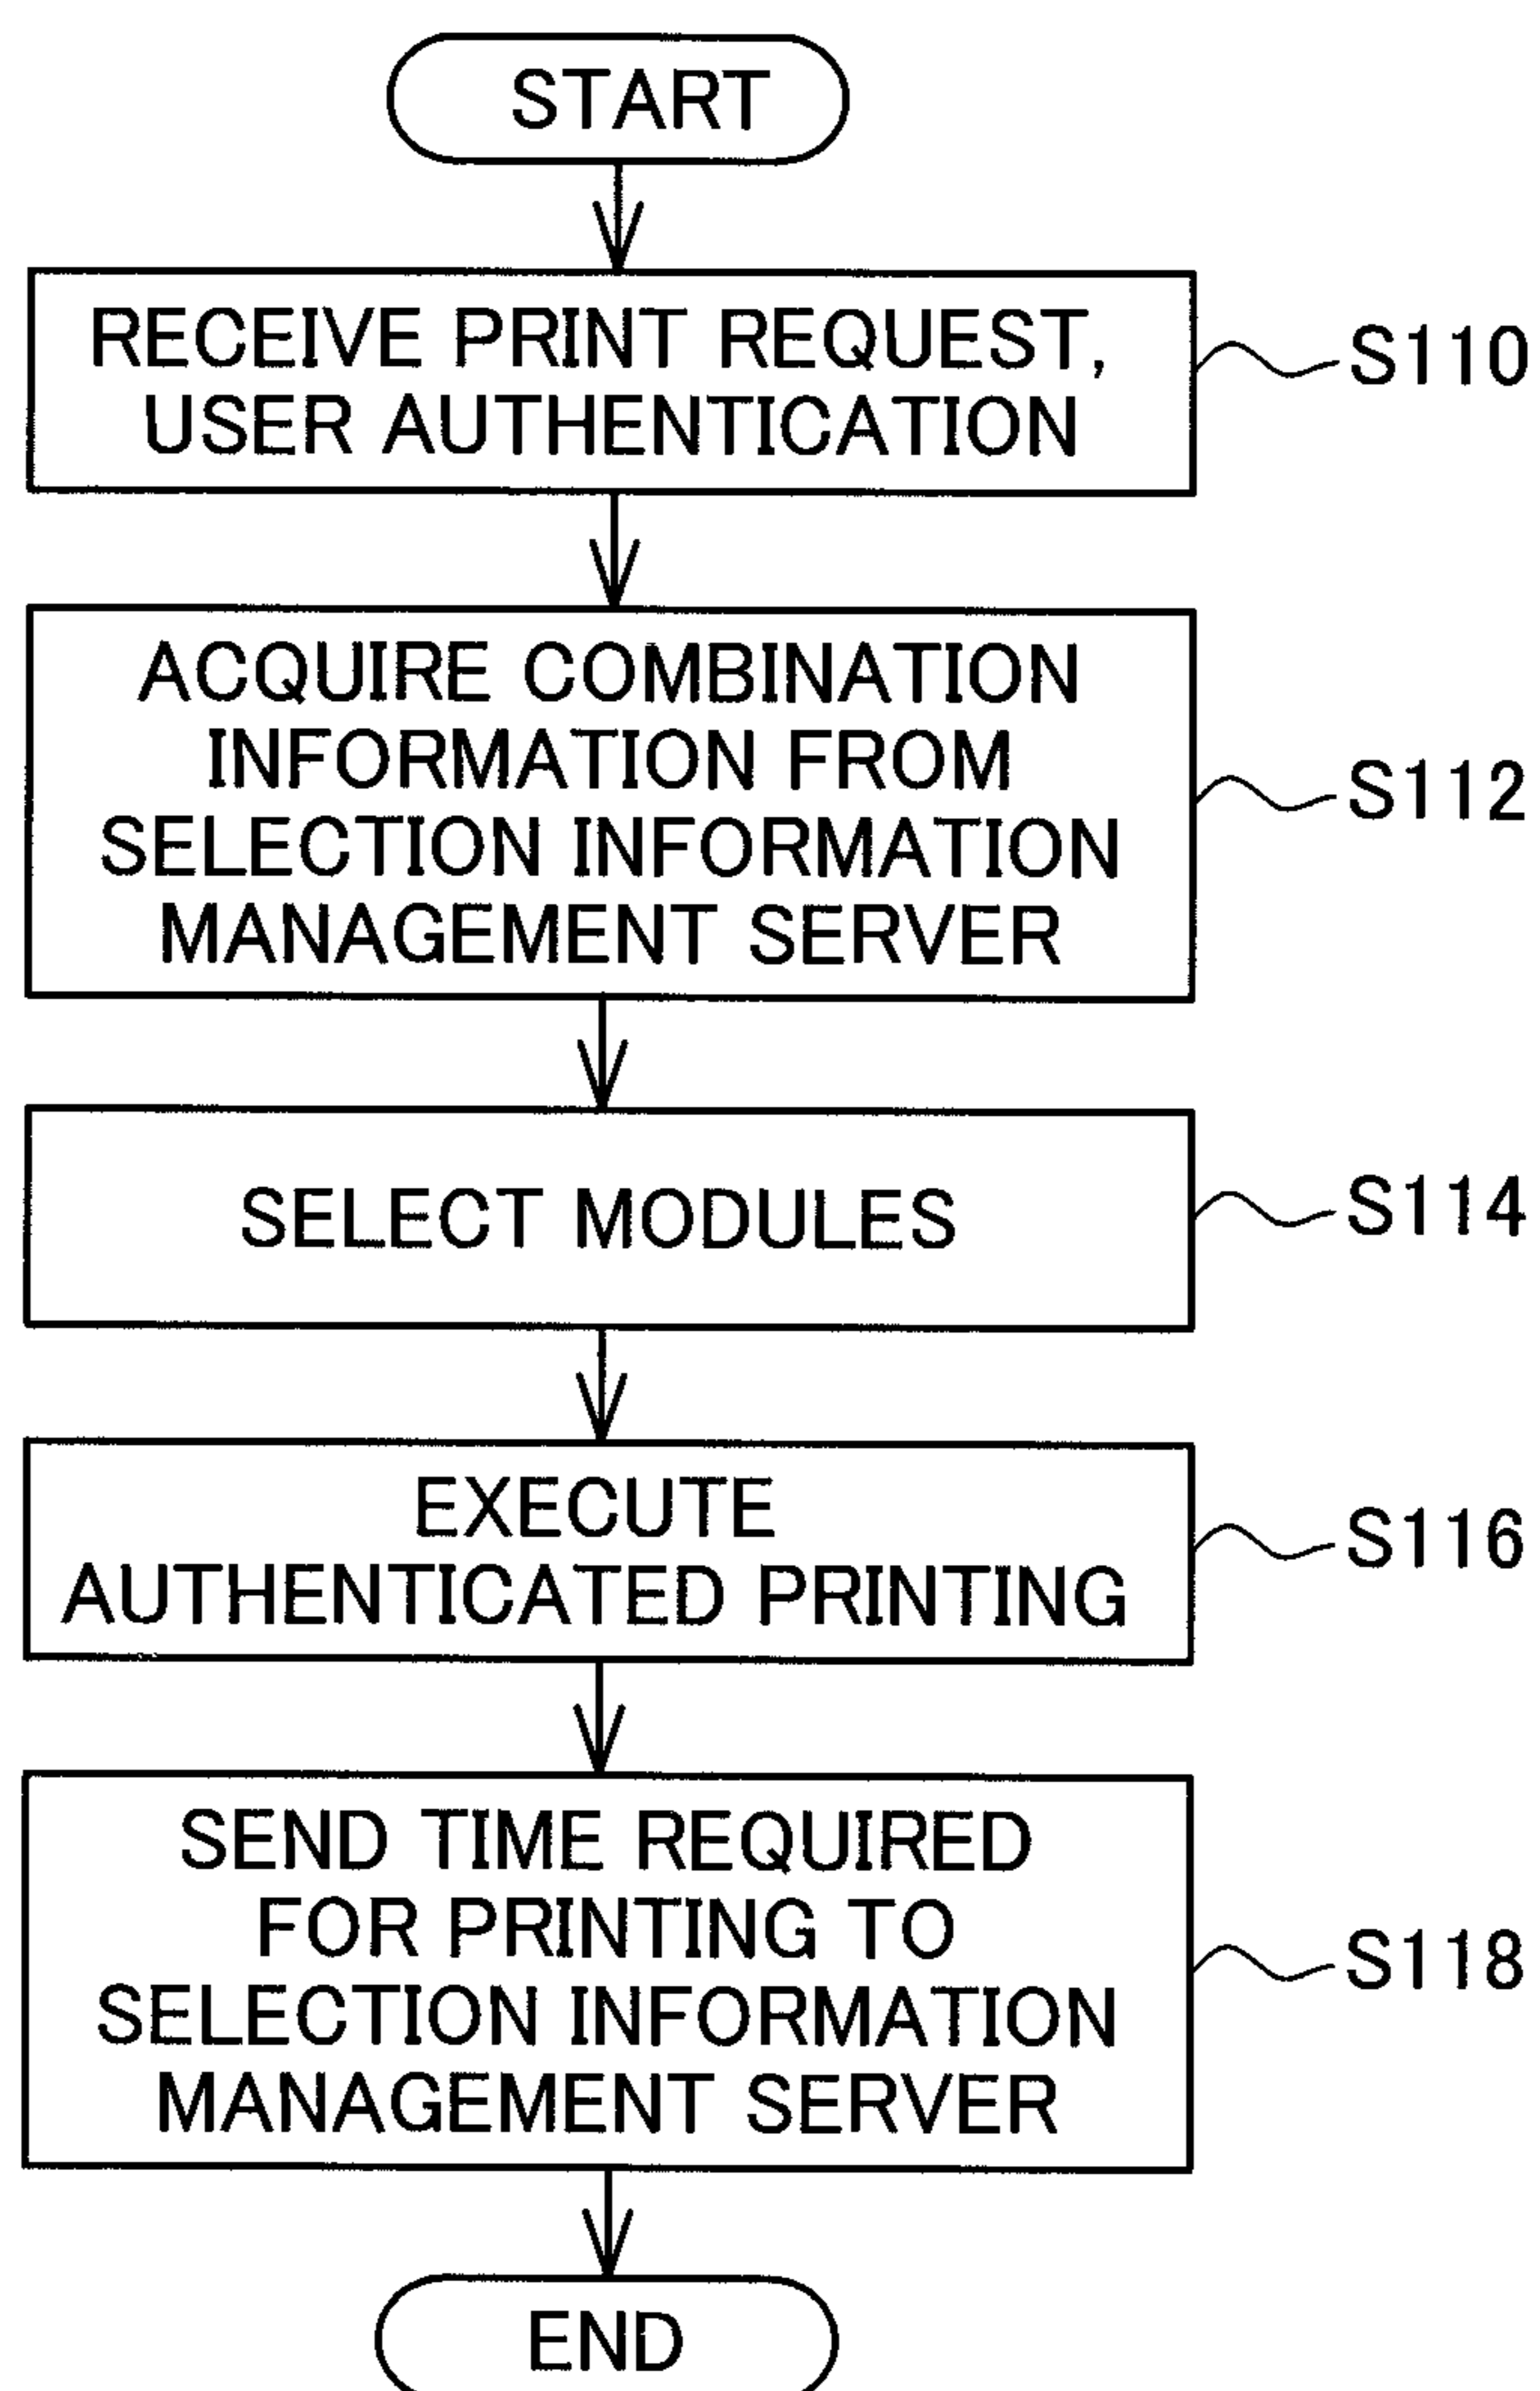 START
RECEIVE PRINT REQUEST,
USER AUTHENTICATION
S110
ACQUIRE COMBINATION
INFORMATION FROM
SELECTION INFORMATION
MANAGEMENT SERVER
S112
SELECT MODULES
S114
EXECUTE
AUTHENTICATED PRINTING
S116
SEND TIME REQUIRED
FOR PRINTING TO
SELECTION INFORMATION
MANAGEMENT SERVER
S118
END